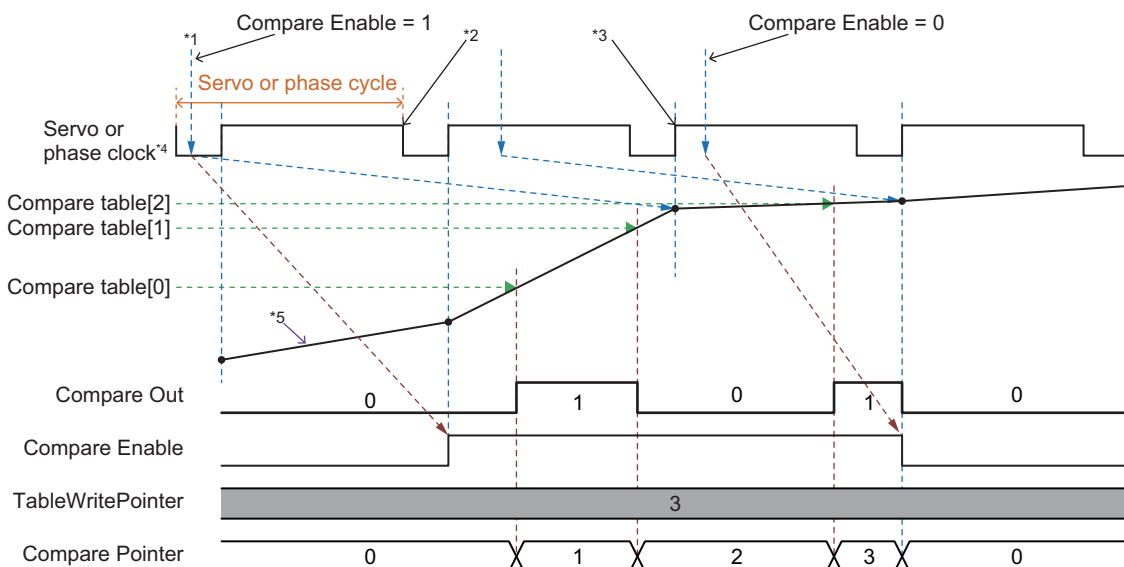 Compare Enable = 1
Compare Enable = 0
*1
*2
*3
Servo or phase cycle
Servo or
phase clock*4
Compare table[2]
Compare table[1]
Compare table[0]
*5
Compare Out
0 1 0 1 0
Compare Enable
TableWritePointer
3
Compare Pointer
0 1 2 3 0